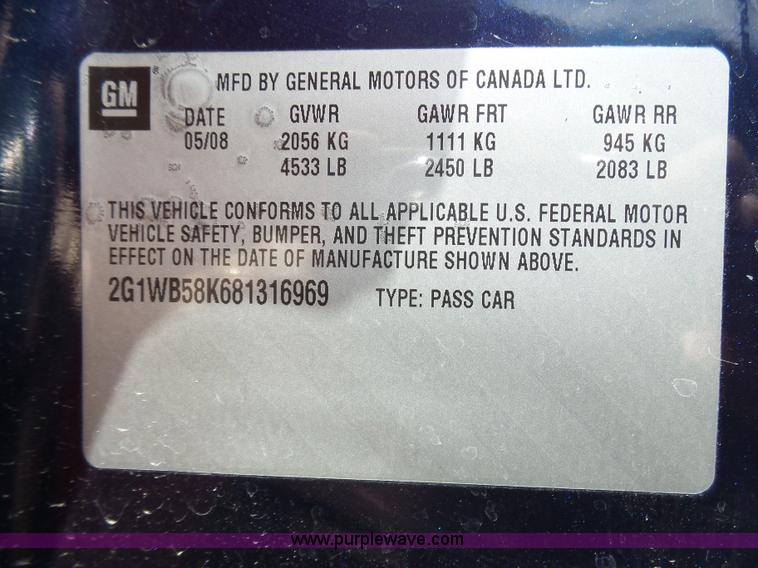 GM
MFD BY GENERAL MOTORS OF CANADA LTD.
DATE GVWR GAWR FRT GAWR RR
05/08 2056 KG 1111 KG 945 KG
4533 LB 2450 LB 2083 LB
THIS VEHICLE CONFORMS TO ALL APPLICABLE U.S. FEDERAL MOTOR
VEHICLE SAFETY, BUMPER, AND THEFT PREVENTION STANDARDS IN
EFFECT ON THE DATE OF MANUFACTURE SHOWN ABOVE.
2G1WB58K681316969 TYPE: PASS CAR
www.purplewave.com